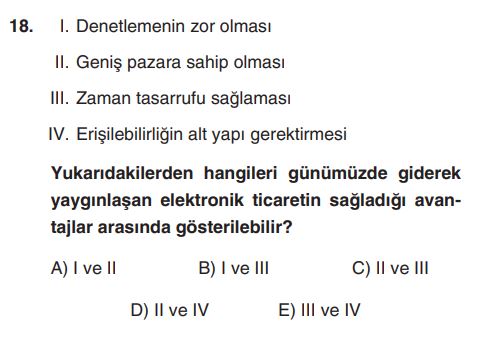 18. I. Denetlemenin zor olması
II. Geniş pazara sahip olması
III. Zaman tasarrufu sağlaması
IV. Erişilebilirliğin alt yapı gerektirmesi
Yukarıdakilerden hangileri günümüzde giderek
yaygınlaşan elektronik ticaretin sağladığı avan-
tajlar arasında gösterilebilir?
A) I ve II B) I ve III C) II ve III
D) II ve IV E) III ve IV